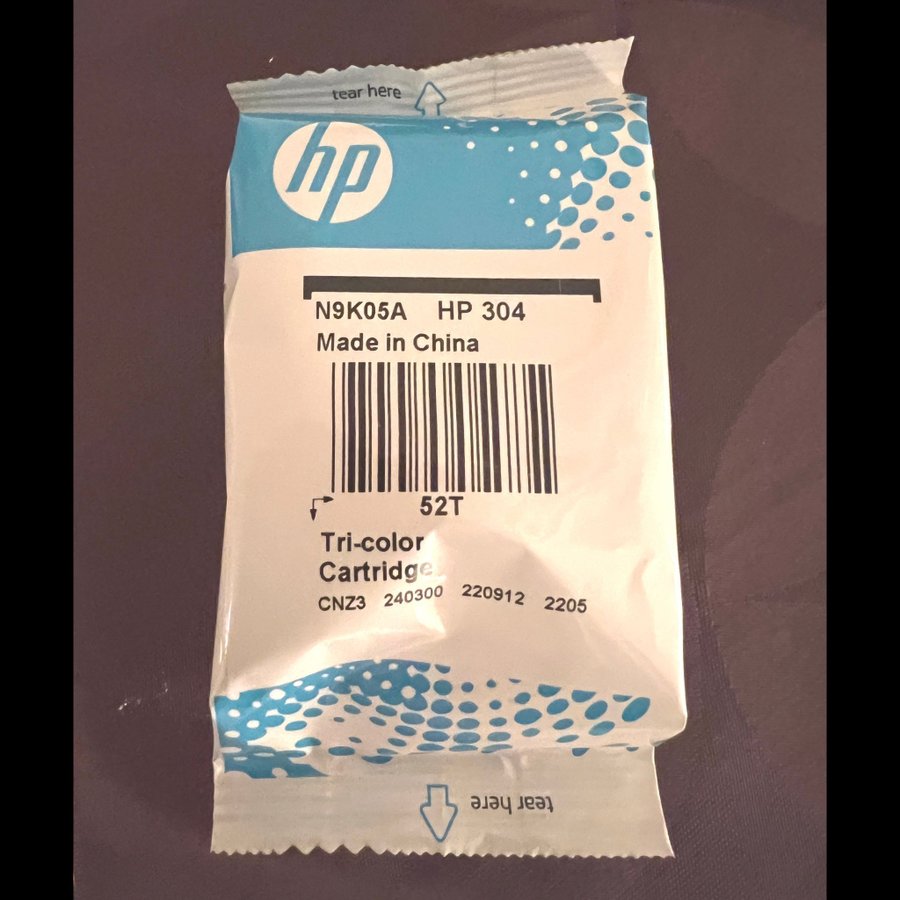 tear here
hp
N9K05A HP 304
Made in China
52T
Tri-color
Cartridge
CNZ3 240300 220912 2205
tear here